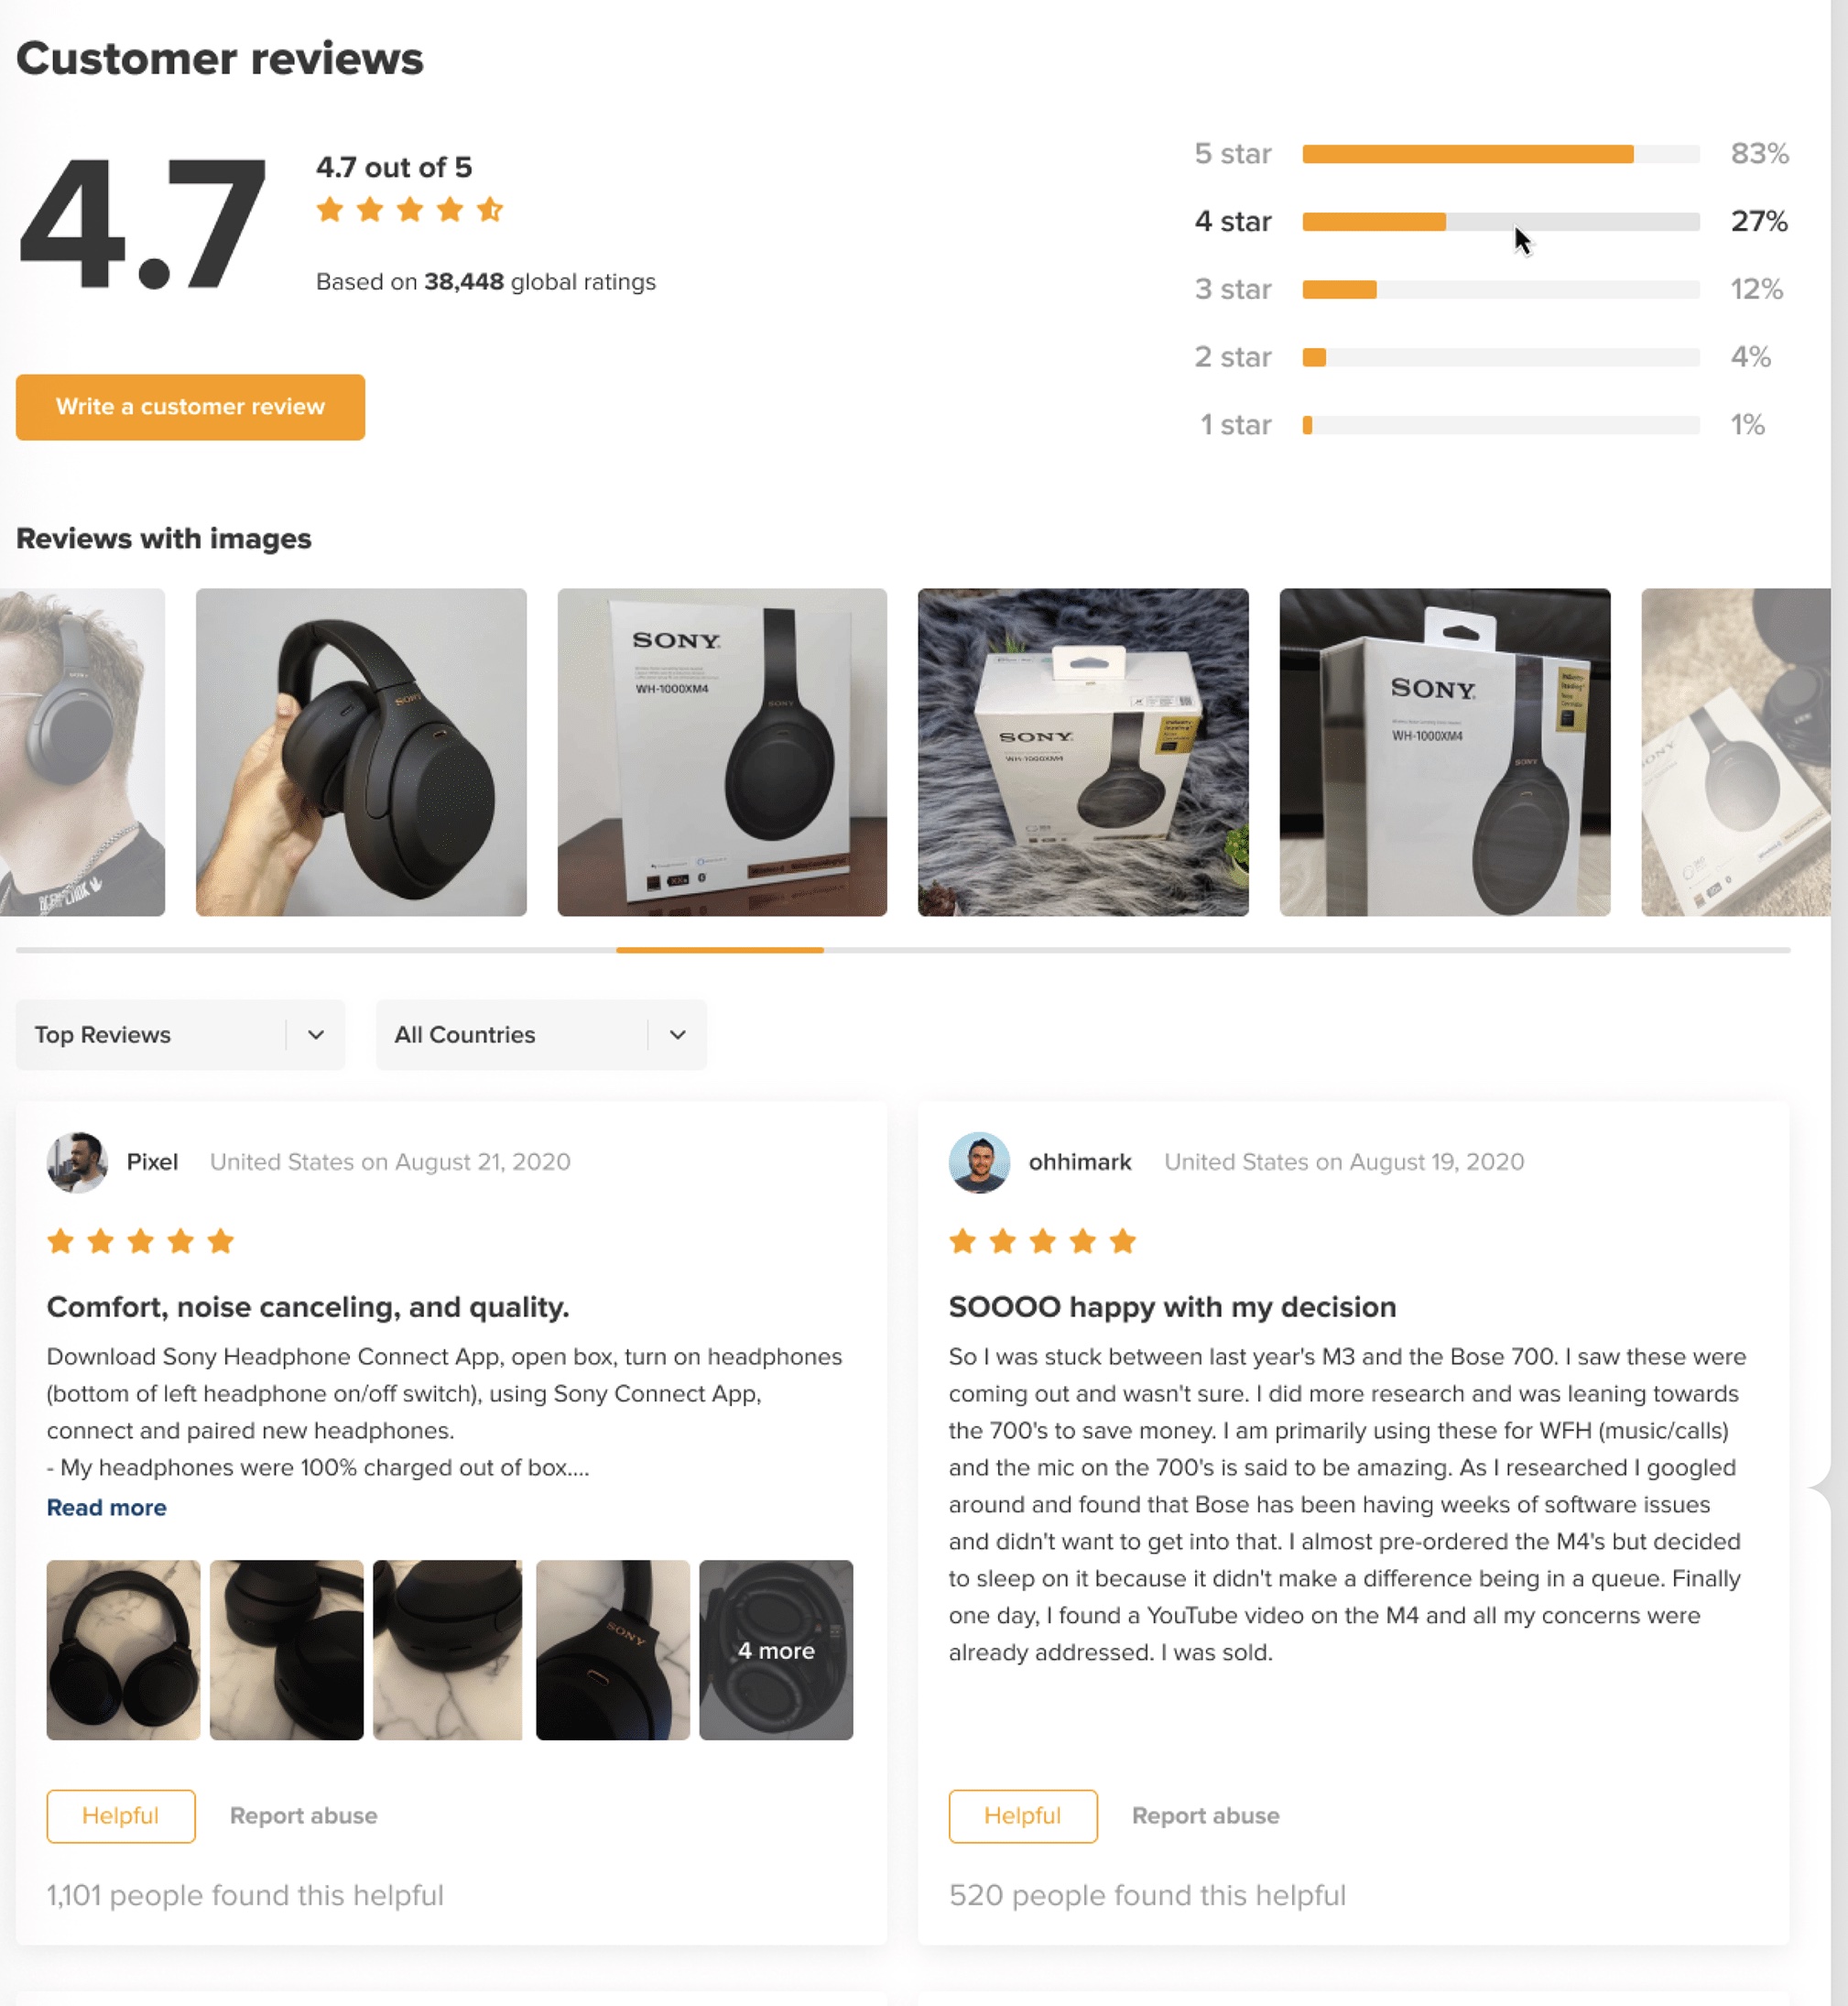 Customer reviews
4.7
4.7 out of 5
Based on 38,448 global ratings
Write a customer review
5 star 83%
4 star 27%
3 star 12%
2 star 4%
1 star 1%
Reviews with images
SONY
SONY
WH-1000XM4
SONY
SONY
WH-1000XM4
SONY
WH-1000XM4
SONY
Top Reviews
All Countries
Pixel United States on August 21, 2020
Comfort, noise canceling, and quality.
Download Sony Headphone Connect App, open box, turn on headphones
(bottom of left headphone on/off switch), using Sony Connect App,
connect and paired new headphones.
- My headphones were 100% charged out of box....
Read more
SONY
4 more
Helpful
Report abuse
1,101 people found this helpful
ohhimark United States on August 19, 2020
SOOOO happy with my decision
So I was stuck between last year's M3 and the Bose 700. I saw these were
coming out and wasn't sure. I did more research and was leaning towards
the 700's to save money. I am primarily using these for WFH (music/calls)
and the mic on the 700's is said to be amazing. As I researched I googled
around and found that Bose has been having weeks of software issues
and didn't want to get into that. I almost pre-ordered the M4's but decided
to sleep on it because it didn't make a difference being in a queue. Finally
one day, I found a YouTube video on the M4 and all my concerns were
already addressed. I was sold.
Helpful
Report abuse
520 people found this helpful